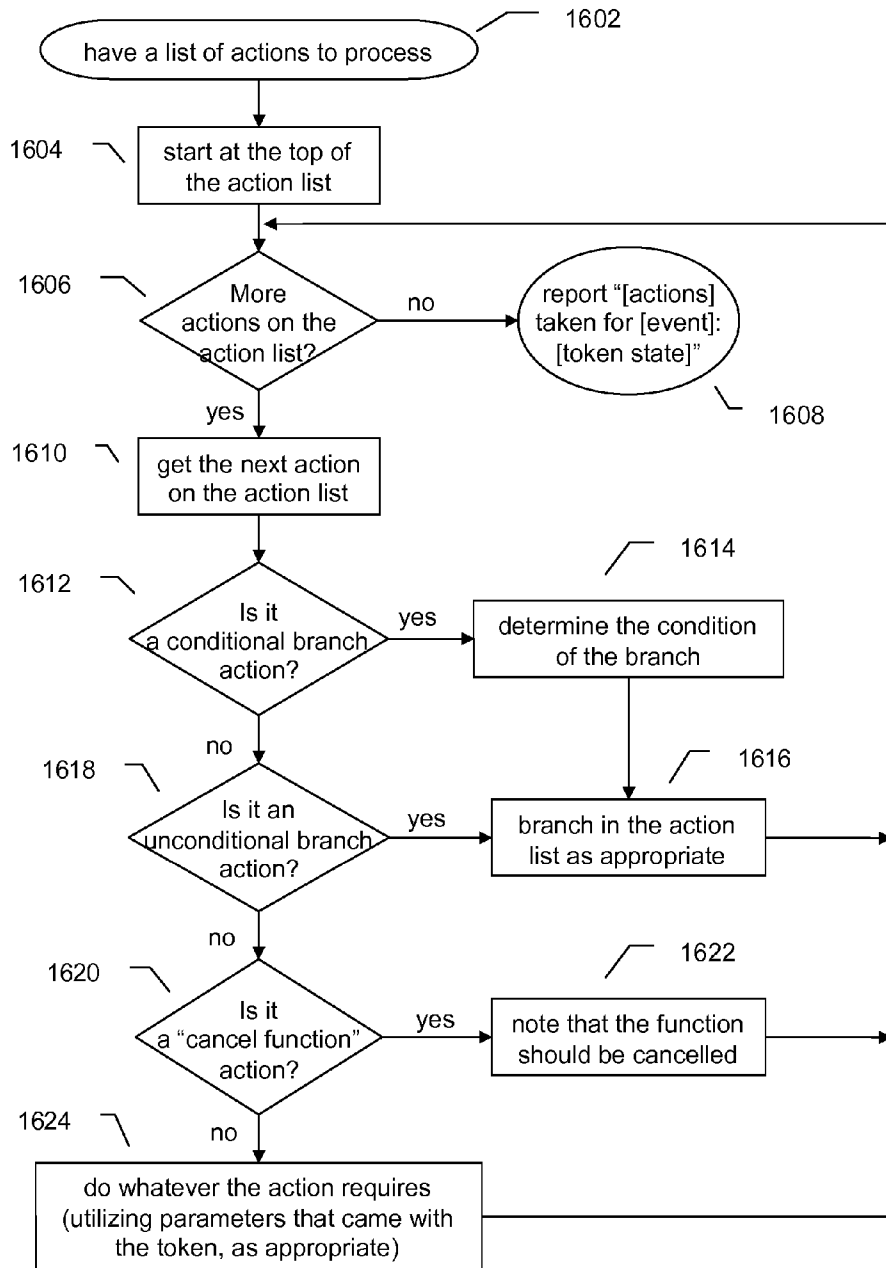 1602
have a list of actions to process
1604
start at the top of
the action list
1606
More
actions on the
action list?
no
report “[actions]
taken for [event]:
[token state]”
1608
yes
1610
get the next action
on the action list
1612
Is it
a conditional branch
action?
yes
1614
determine the condition
of the branch
no
1618
Is it an
unconditional branch
action?
yes
1616
branch in the action
list as appropriate
no
1620
Is it
a “cancel function”
action?
yes
1622
note that the function
should be cancelled
no
1624
do whatever the action requires
(utilizing parameters that came with
the token, as appropriate)